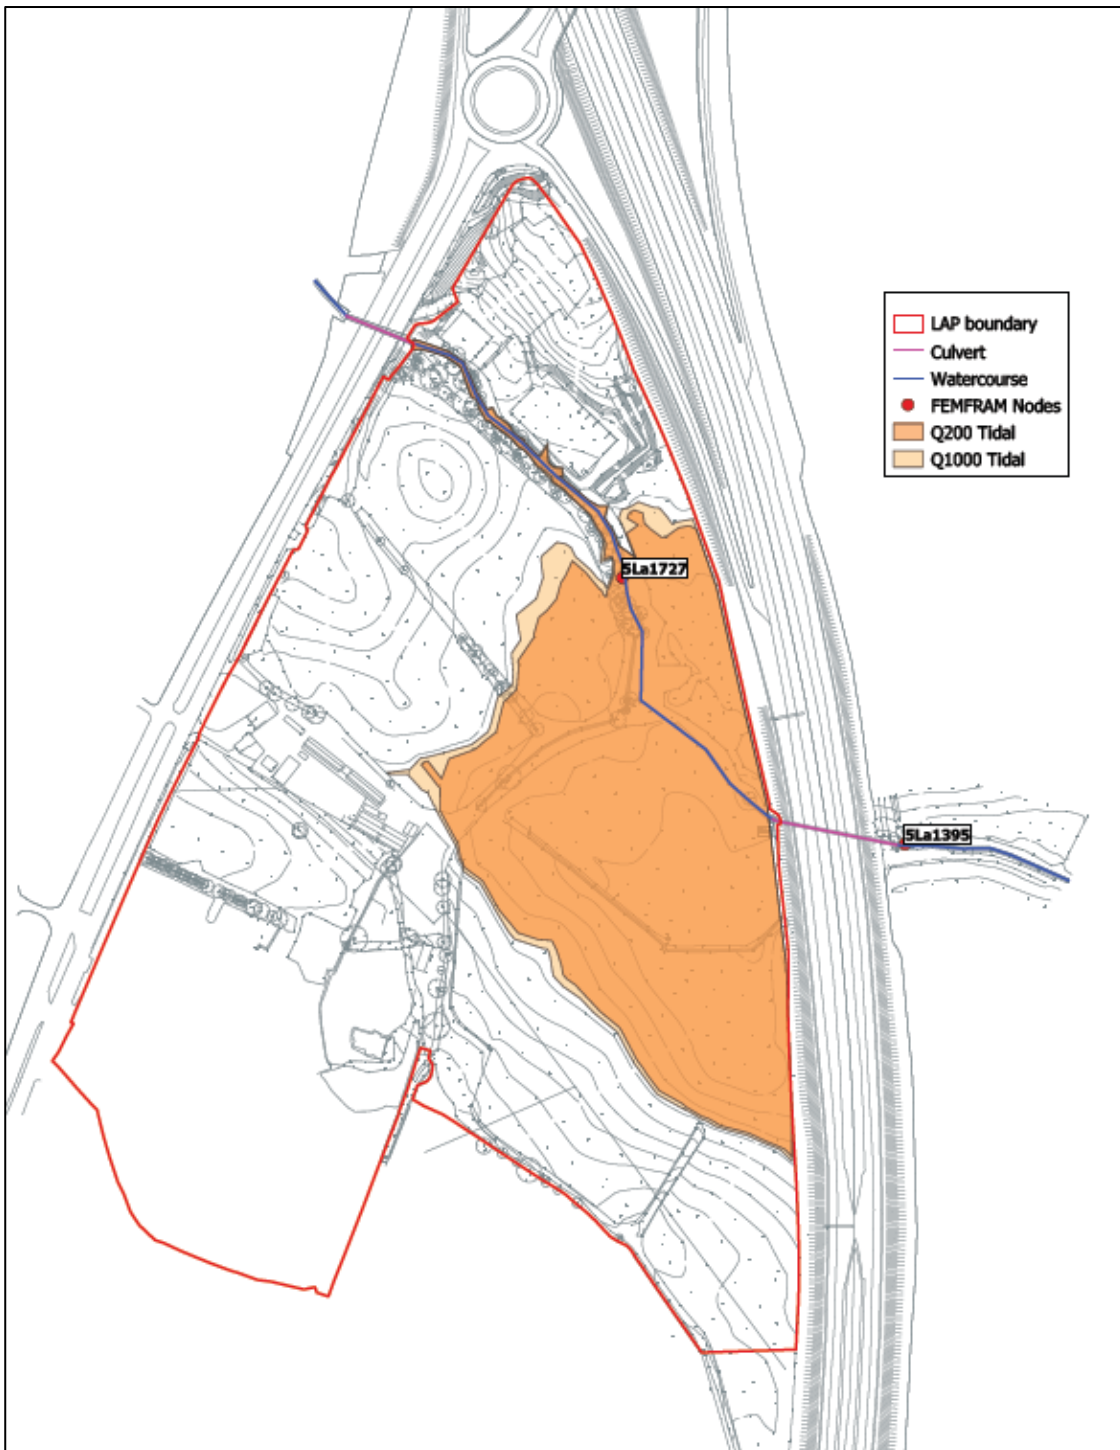 LAP boundary
Culvert
Watercourse
FEMFRAM Nodes
Q200 Tidal
Q1000 Tidal
5La1727
5La1395